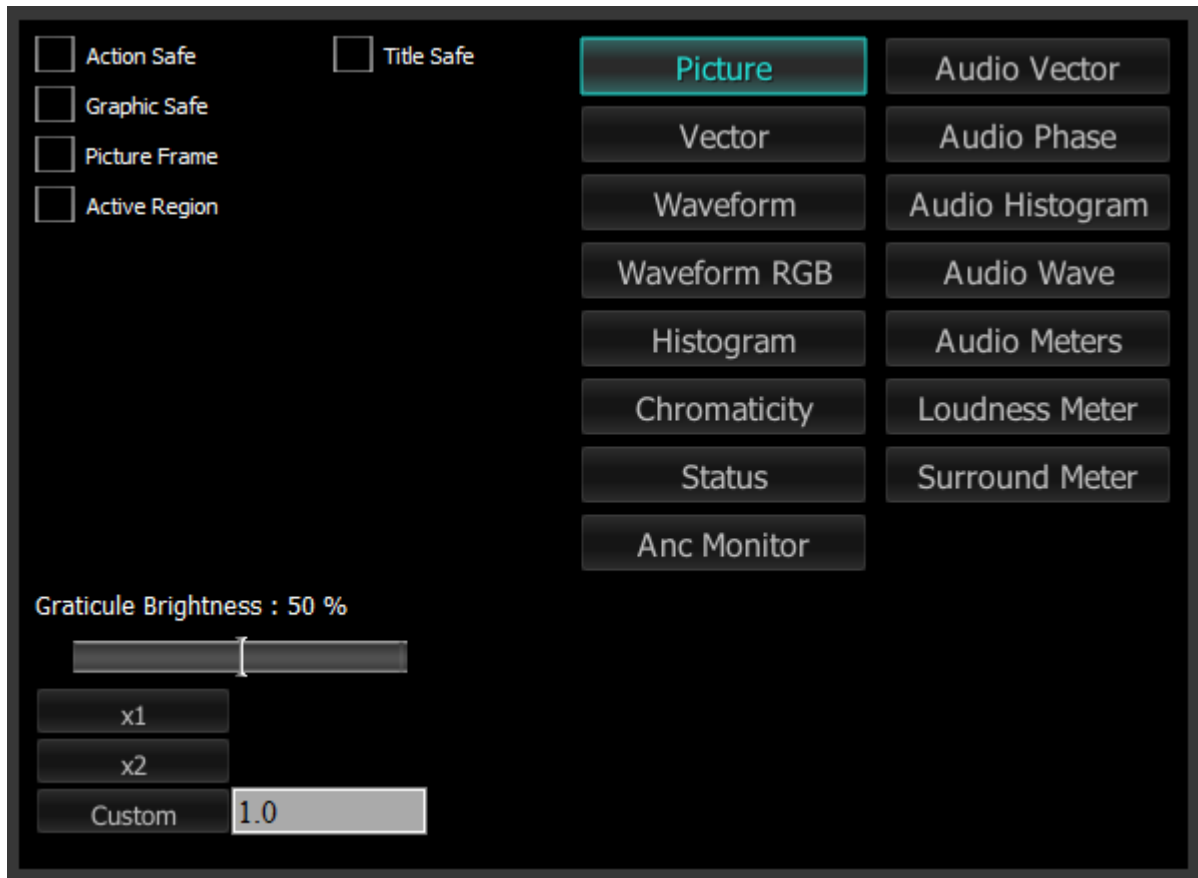 Action Safe
Title Safe
Graphic Safe
Picture Frame
Active Region
Picture
Audio Vector
Vector
Audio Phase
Waveform
Audio Histogram
Waveform RGB
Audio Wave
Histogram
Audio Meters
Chromaticity
Loudness Meter
Status
Surround Meter
Anc Monitor
Graticule Brightness : 50 %
x1
x2
Custom
1.0